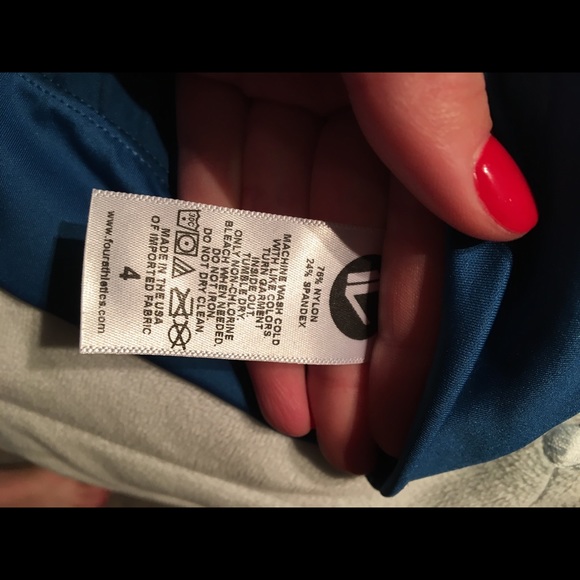 76% NYLON
24% SPANDEX
MACHINE WASH COLD
WITH LIKE COLORS
TURN GARMENT
INSIDE OUT
TUMBLE DRY.
ONLY NON-CHLORINE
BLEACH WHEN NEEDED.
DO NOT IRON.
DO NOT DRY CLEAN
30C
MADE IN THE USA
OF IMPORTED FABRIC
4
www.fourathletics.com